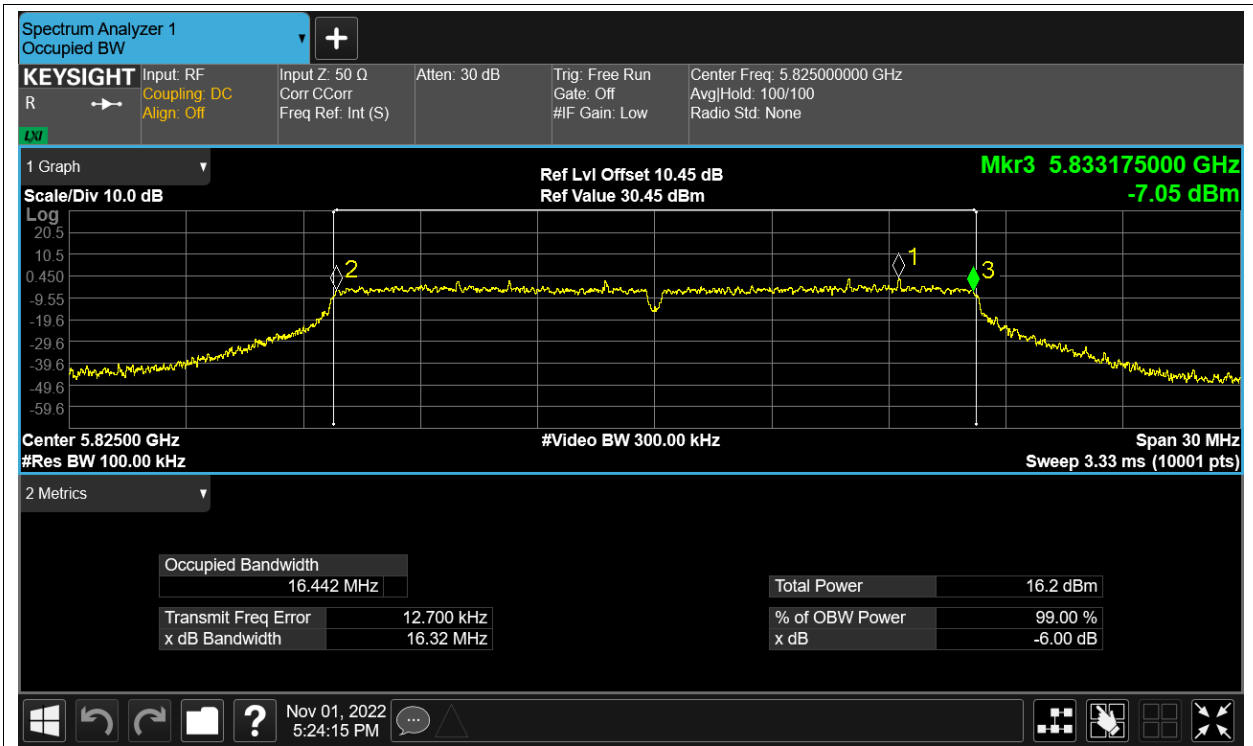 Spectrum Analyzer 1
Occupied BW
+
KEYSIGHT
R
LXI
Input: RF
Coupling: DC
Align: Off
Input Z: 50 Ω
Corr CCorr
Freq Ref: Int (S)
Atten: 30 dB
Trig: Free Run
Gate: Off
#IF Gain: Low
Center Freq: 5.825000000 GHz
Avg|Hold: 100/100
Radio Std: None
1 Graph
Ref Lvl Offset 10.45 dB
Mkr3 5.833175000 GHz
Scale/Div 10.0 dB
Ref Value 30.45 dBm
-7.05 dBm
Log
20.5
10.5
0.450
-9.55
-19.6
-29.6
-39.6
-49.6
-59.6
2
1
3
Center 5.82500 GHz
#Video BW 300.00 kHz
Span 30 MHz
#Res BW 100.00 kHz
Sweep 3.33 ms (10001 pts)
2 Metrics
Occupied Bandwidth
16.442 MHz
Total Power 16.2 dBm
Transmit Freq Error 12.700 kHz
% of OBW Power 99.00 %
x dB Bandwidth 16.32 MHz
x dB -6.00 dB
?
Nov 01, 2022
5:24:15 PM